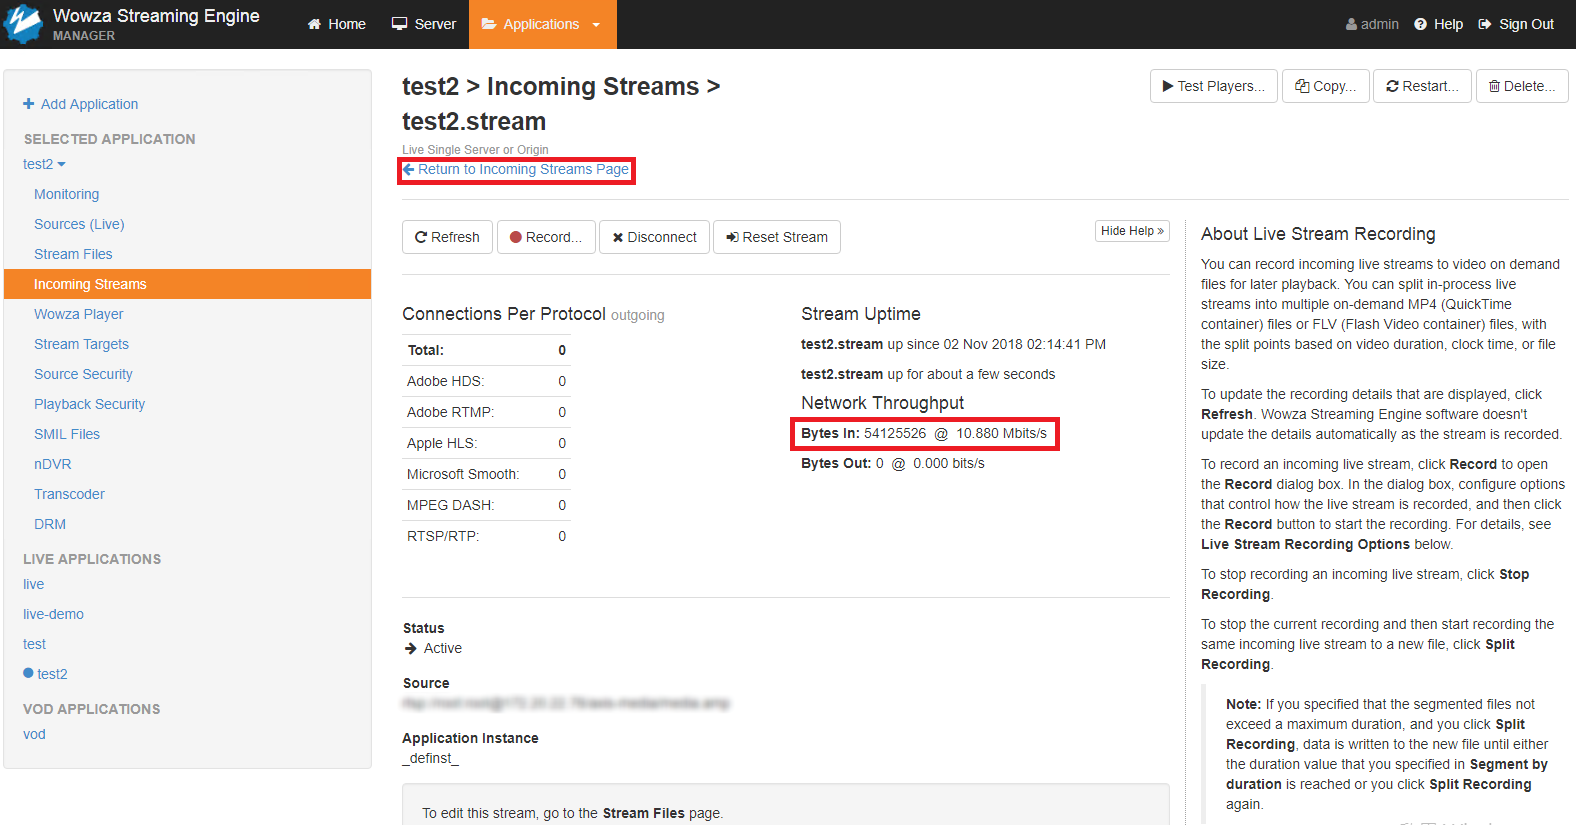 Wowza Streaming Engine
MANAGER
Home
Server
Applications
admin
Help
Sign Out
Add Application
SELECTED APPLICATION
test2
Monitoring
Sources (Live)
Stream Files
Incoming Streams
Wowza Player
Stream Targets
Source Security
Playback Security
SMIL Files
nDVR
Transcoder
DRM
LIVE APPLICATIONS
live
live-demo
test
test2
VOD APPLICATIONS
vod
test2 > Incoming Streams >
test2.stream
Live Single Server or Origin
Return to Incoming Streams Page
Test Players...
Copy...
Restart...
Delete...
Refresh
Record...
Disconnect
Reset Stream
Hide Help »
Connections Per Protocol outgoing
Total: 0
Adobe HDS: 0
Adobe RTMP: 0
Apple HLS: 0
Microsoft Smooth: 0
MPEG DASH: 0
RTSP/RTP: 0
Stream Uptime
test2.stream up since 02 Nov 2018 02:14:41 PM
test2.stream up for about a few seconds
Network Throughput
Bytes In: 54125526 @ 10.880 Mbits/s
Bytes Out: 0 @ 0.000 bits/s
Status
Active
Source
Application Instance
_definst_
To edit this stream, go to the Stream Files page.
About Live Stream Recording
You can record incoming live streams to video on demand
files for later playback. You can split in-process live
streams into multiple on-demand MP4 (QuickTime
container) files or FLV (Flash Video container) files, with
the split points based on video duration, clock time, or file
size.
To update the recording details that are displayed, click
Refresh. Wowza Streaming Engine software doesn't
update the details automatically as the stream is recorded.
To record an incoming live stream, click Record to open
the Record dialog box. In the dialog box, configure options
that control how the live stream is recorded, and then click
the Record button to start the recording. For details, see
Live Stream Recording Options below.
To stop recording an incoming live stream, click Stop
Recording.
To stop the current recording and then start recording the
same incoming live stream to a new file, click Split
Recording.
Note: If you specified that the segmented files not
exceed a maximum duration, and you click Split
Recording, data is written to the new file until either
the duration value that you specified in Segment by
duration is reached or you click Split Recording
again.